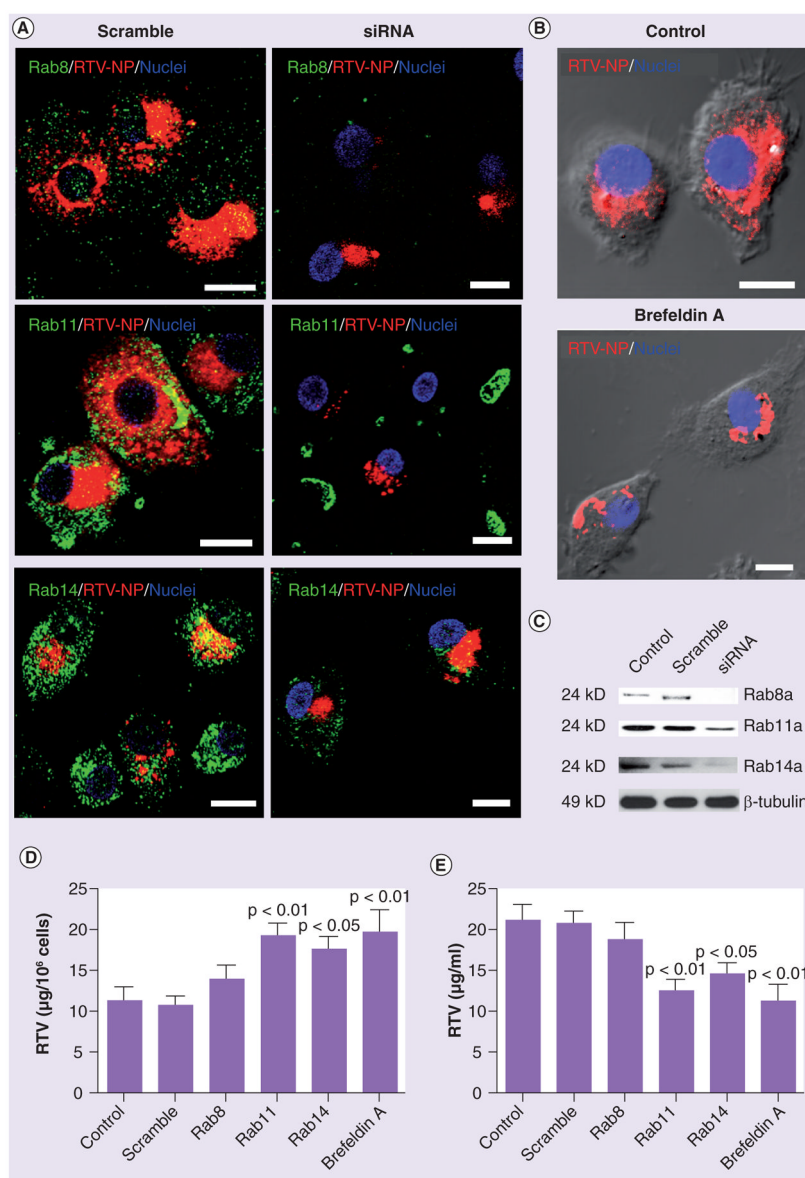 A
Scramble
siRNA
Rab8/RTV-NP/Nuclei
Rab8/RTV-NP/Nuclei
Rab11/RTV-NP/Nuclei
Rab11/RTV-NP/Nuclei
Rab14/RTV-NP/Nuclei
Rab14/RTV-NP/Nuclei
B
Control
RTV-NP/Nuclei
Brefeldin A
RTV-NP/Nuclei
C
Control
Scramble
siRNA
24 kD
Rab8a
24 kD
Rab11a
24 kD
Rab14a
49 kD
β-tubulin
D
RTV (µg/10⁶ cells)
25
20
15
10
5
0
p < 0.01
p < 0.05
p < 0.01
Control
Scramble
Rab8
Rab11
Rab14
Brefeldin A
E
RTV (µg/ml)
25
20
15
10
5
0
p < 0.01
p < 0.05
p < 0.01
Control
Scramble
Rab8
Rab11
Rab14
Brefeldin A